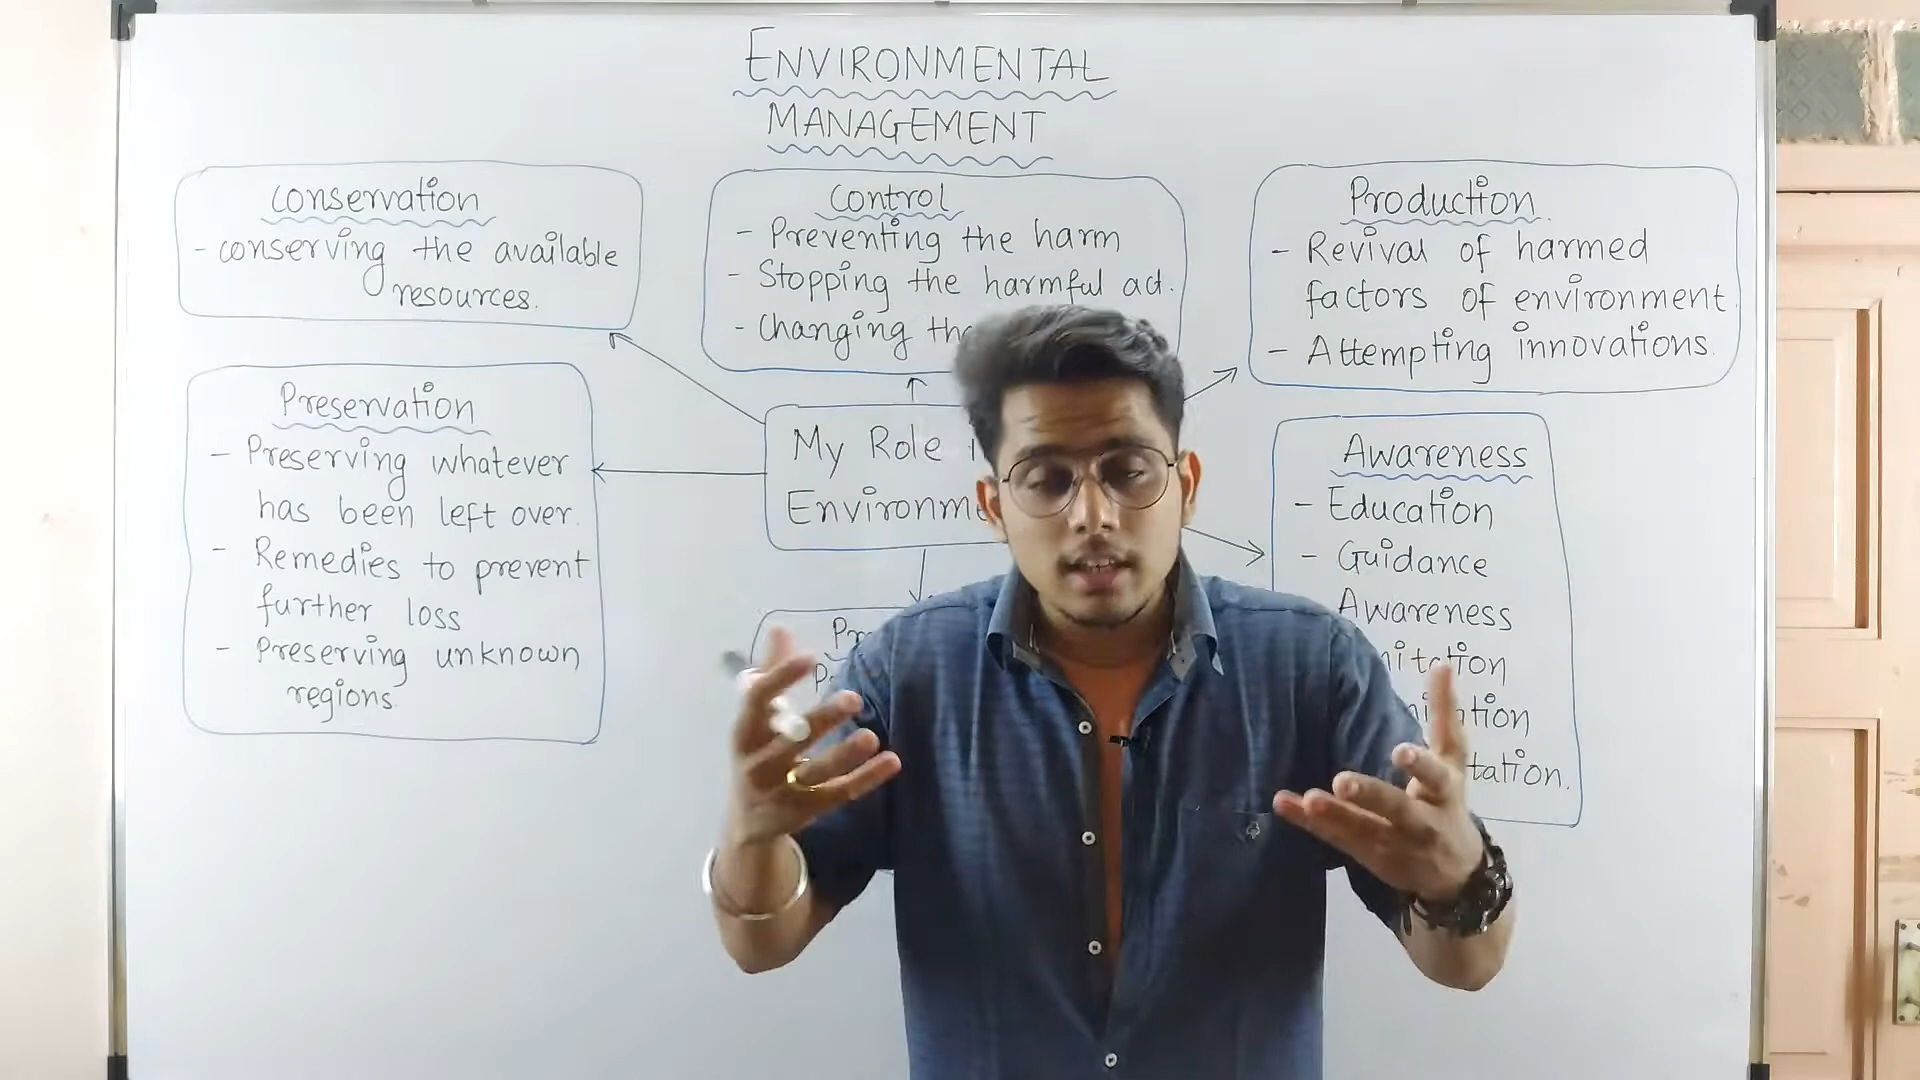 ENVIRONMENTAL
MANAGEMENT
Conservation
- conserving the available
resources.
Control
- Preventing the harm
- Stopping the harmful act.
- Changing the
Production
- Revival of harmed
factors of environment.
- Attempting innovations.
Preservation
- Preserving whatever
has been left over.
- Remedies to prevent
further loss
- Preserving unknown
regions.
My Role
Awareness
- Education
- Guidance
Awareness